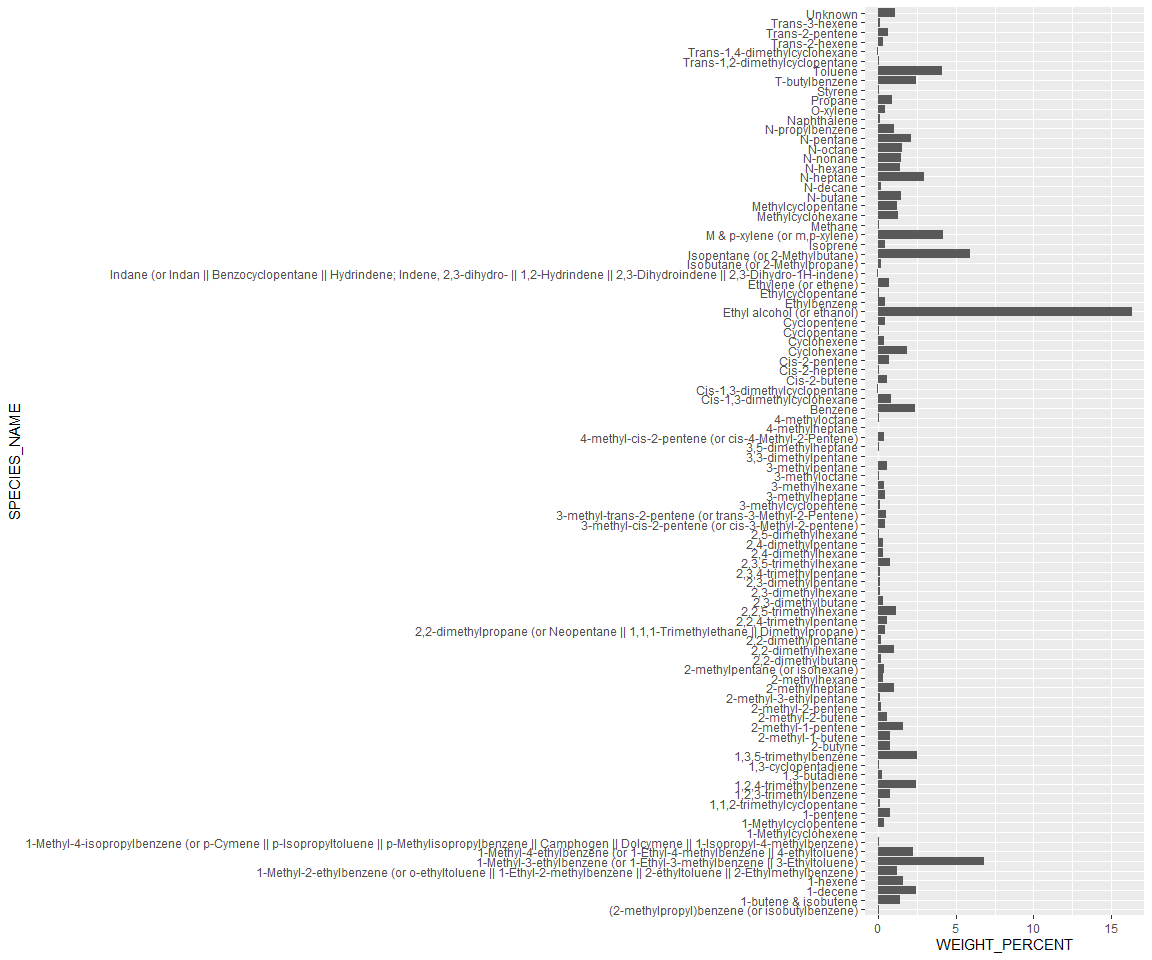 Unknown
Trans-3-hexene
Trans-2-pentene
Trans-2-hexene
Trans-1,4-dimethylcyclohexane
Trans-1,2-dimethylcyclopentane
Toluene
T-butylbenzene
Styrene
Propane
O-xylene
Naphthalene
N-propylbenzene
N-pentane
N-octane
N-nonane
N-hexane
N-heptane
N-decane
N-butane
Methylcyclopentane
Methylcyclohexane
Methane
M & p-xylene (or m,p-xylene)
Isoprene
Isopentane (or 2-Methylbutane)
Isobutane (or 2-Methylpropane)
Indane (or Indan || Benzocyclopentane || Hydrindene; Indene, 2,3-dihydro- || 1,2-Hydrindene || 2,3-Dihydroindene || 2,3-Dihydro-1H-indene)
Ethylene (or ethene)
Ethylcyclopentane
Ethylbenzene
Ethyl alcohol (or ethanol)
Cyclopentene
Cyclopentane
Cyclohexene
Cyclohexane
Cis-2-pentene
Cis-2-heptene
Cis-2-butene
Cis-1,3-dimethylcyclopentane
Cis-1,3-dimethylcyclohexane
Benzene
4-methyloctane
4-methylheptane
4-methyl-cis-2-pentene (or cis-4-Methyl-2-Pentene)
3,5-dimethylheptane
3,3-dimethylpentane
3-methylpentane
3-methyloctane
3-methylhexane
3-methylheptane
3-methylcyclopentene
3-methyl-trans-2-pentene (or trans-3-Methyl-2-Pentene)
3-methyl-cis-2-pentene (or cis-3-Methyl-2-pentene)
2,5-dimethylhexane
2,4-dimethylpentane
2,4-dimethylhexane
2,3,5-trimethylhexane
2,3,4-trimethylpentane
2,3-dimethylpentane
2,3-dimethylhexane
2,3-dimethylbutane
2,2,5-trimethylhexane
2,2,4-trimethylpentane
2,2-dimethylpropane (or Neopentane || 1,1,1-Trimethylethane || Dimethylpropane)
2,2-dimethylpentane
2,2-dimethylhexane
2,2-dimethylbutane
2-methylpentane (or isohexane)
2-methylhexane
2-methylheptane
2-methyl-3-ethylpentane
2-methyl-2-pentene
2-methyl-2-butene
2-methyl-1-pentene
2-methyl-1-butene
2-butyne
1,3,5-trimethylbenzene
1,3-cyclopentadiene
1,3-butadiene
1,2,4-trimethylbenzene
1,2,3-trimethylbenzene
1,1,2-trimethylcyclopentane
1-pentene
1-Methylcyclopentene
1-Methylcyclohexene
1-Methyl-4-isopropylbenzene (or p-Cymene || p-Isopropyltoluene || p-Methylisopropylbenzene || Camphogen || Dolcymene || 1-Isopropyl-4-methylbenzene)
1-Methyl-4-ethylbenzene (or 1-Ethyl-4-methylbenzene || 4-ethyltoluene)
1-Methyl-3-ethylbenzene (or 1-Ethyl-3-methylbenzene || 3-Ethyltoluene)
1-Methyl-2-ethylbenzene (or o-ethyltoluene || 1-Ethyl-2-methylbenzene || 2-ethyltoluene || 2-Ethylmethylbenzene)
1-hexene
1-decene
1-butene & isobutene
(2-methylpropyl)benzene (or isobutylbenzene)
SPECIES_NAME
0 5 10 15
WEIGHT_PERCENT